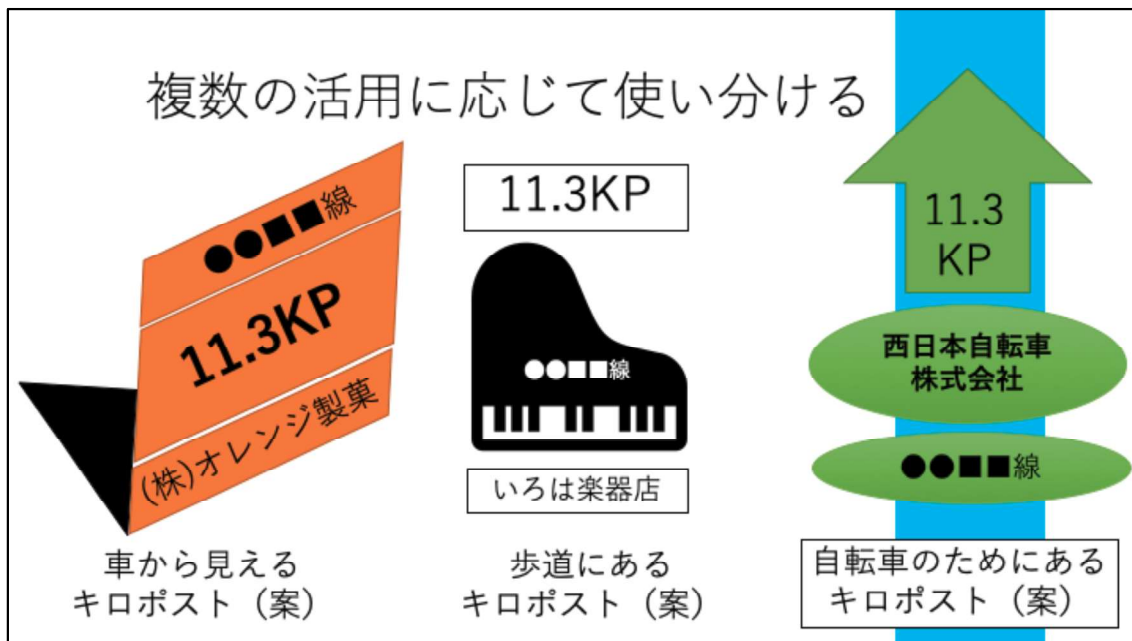 複数の活用に応じて使い分ける
●●■■線
11.3KP
(株)オレンジ製菓
車から見える
キロポスト（案）
11.3KP
●●■■線
いろは楽器店
歩道にある
キロポスト（案）
11.3
KP
西日本自転車
株式会社
●●■■線
自転車のためにある
キロポスト（案）